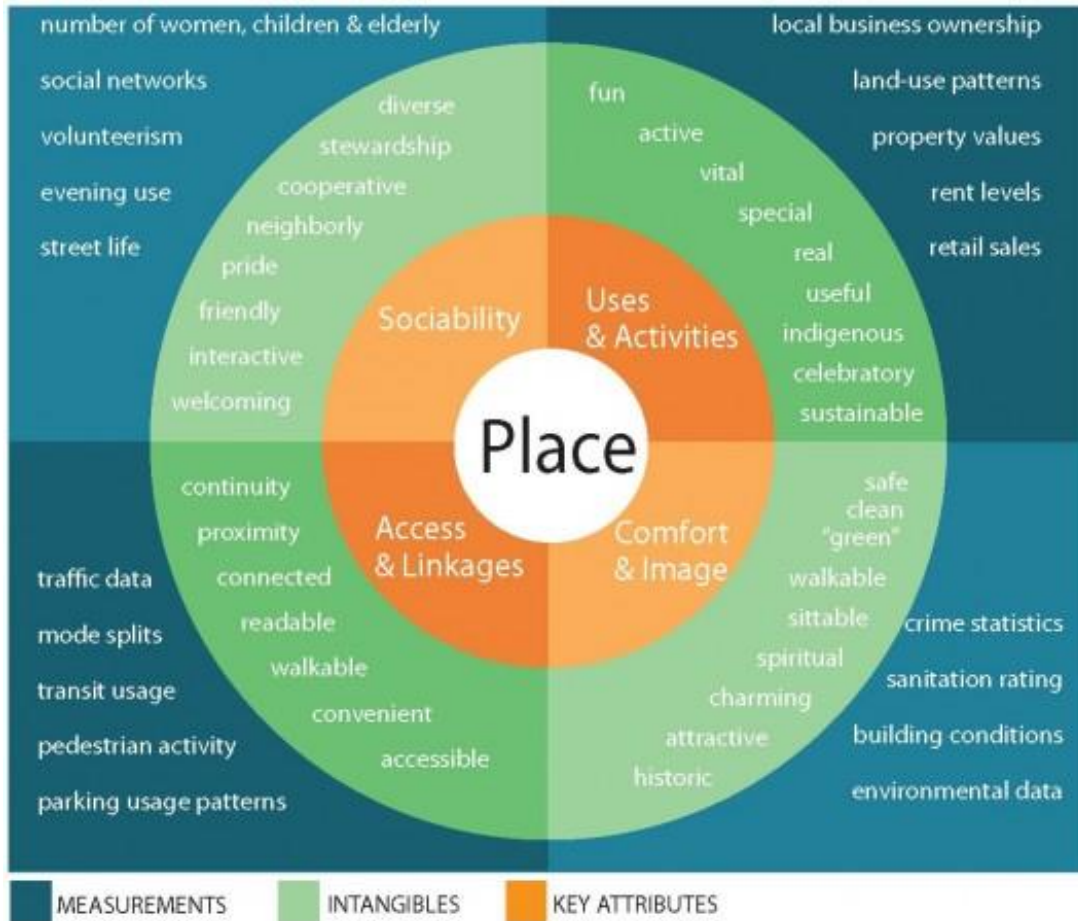 number of women, children & elderly
social networks
volunteerism
evening use
street life
diverse
stewardship
cooperative
neighborly
pride
friendly
interactive
welcoming
Sociability
local business ownership
land-use patterns
property values
rent levels
retail sales
fun
active
vital
special
real
useful
indigenous
celebratory
sustainable
Uses
& Activities
Place
continuity
proximity
connected
readable
walkable
convenient
accessible
Access
& Linkages
traffic data
mode splits
transit usage
pedestrian activity
parking usage patterns
Comfort
& Image
safe
clean
"green"
walkable
sittable
spiritual
charming
attractive
historic
crime statistics
sanitation rating
building conditions
environmental data
MEASUREMENTS
INTANGIBLES
KEY ATTRIBUTES